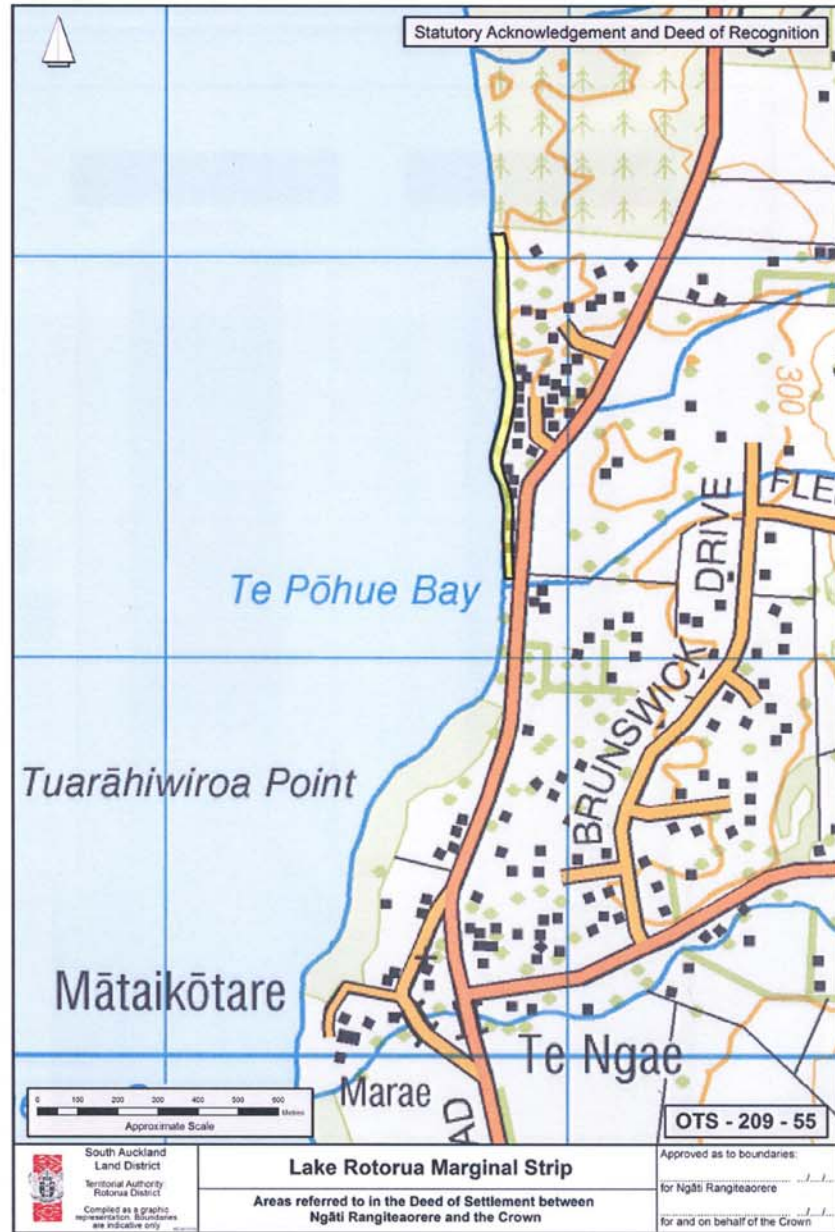 Statutory Acknowledgement and Deed of Recognition
300
FLE
DRIVE
BRUNSWICK
Te Pōhue Bay
Tuarāhiwiroa Point
Mātaikōtare
Te Ngae
Marae
AD
0 100 200 300 400 500 600
Metres
Approximate Scale
OTS - 209 - 55
South Auckland
Land District
Territorial Authority
Rotorua District
Compiled as a graphic
representation. Boundaries
are indicative only
Lake Rotorua Marginal Strip
Areas referred to in the Deed of Settlement between
Ngāti Rangiteaorere and the Crown
Approved as to boundaries:
for Ngāti Rangiteaorere
for and on behalf of the Crown